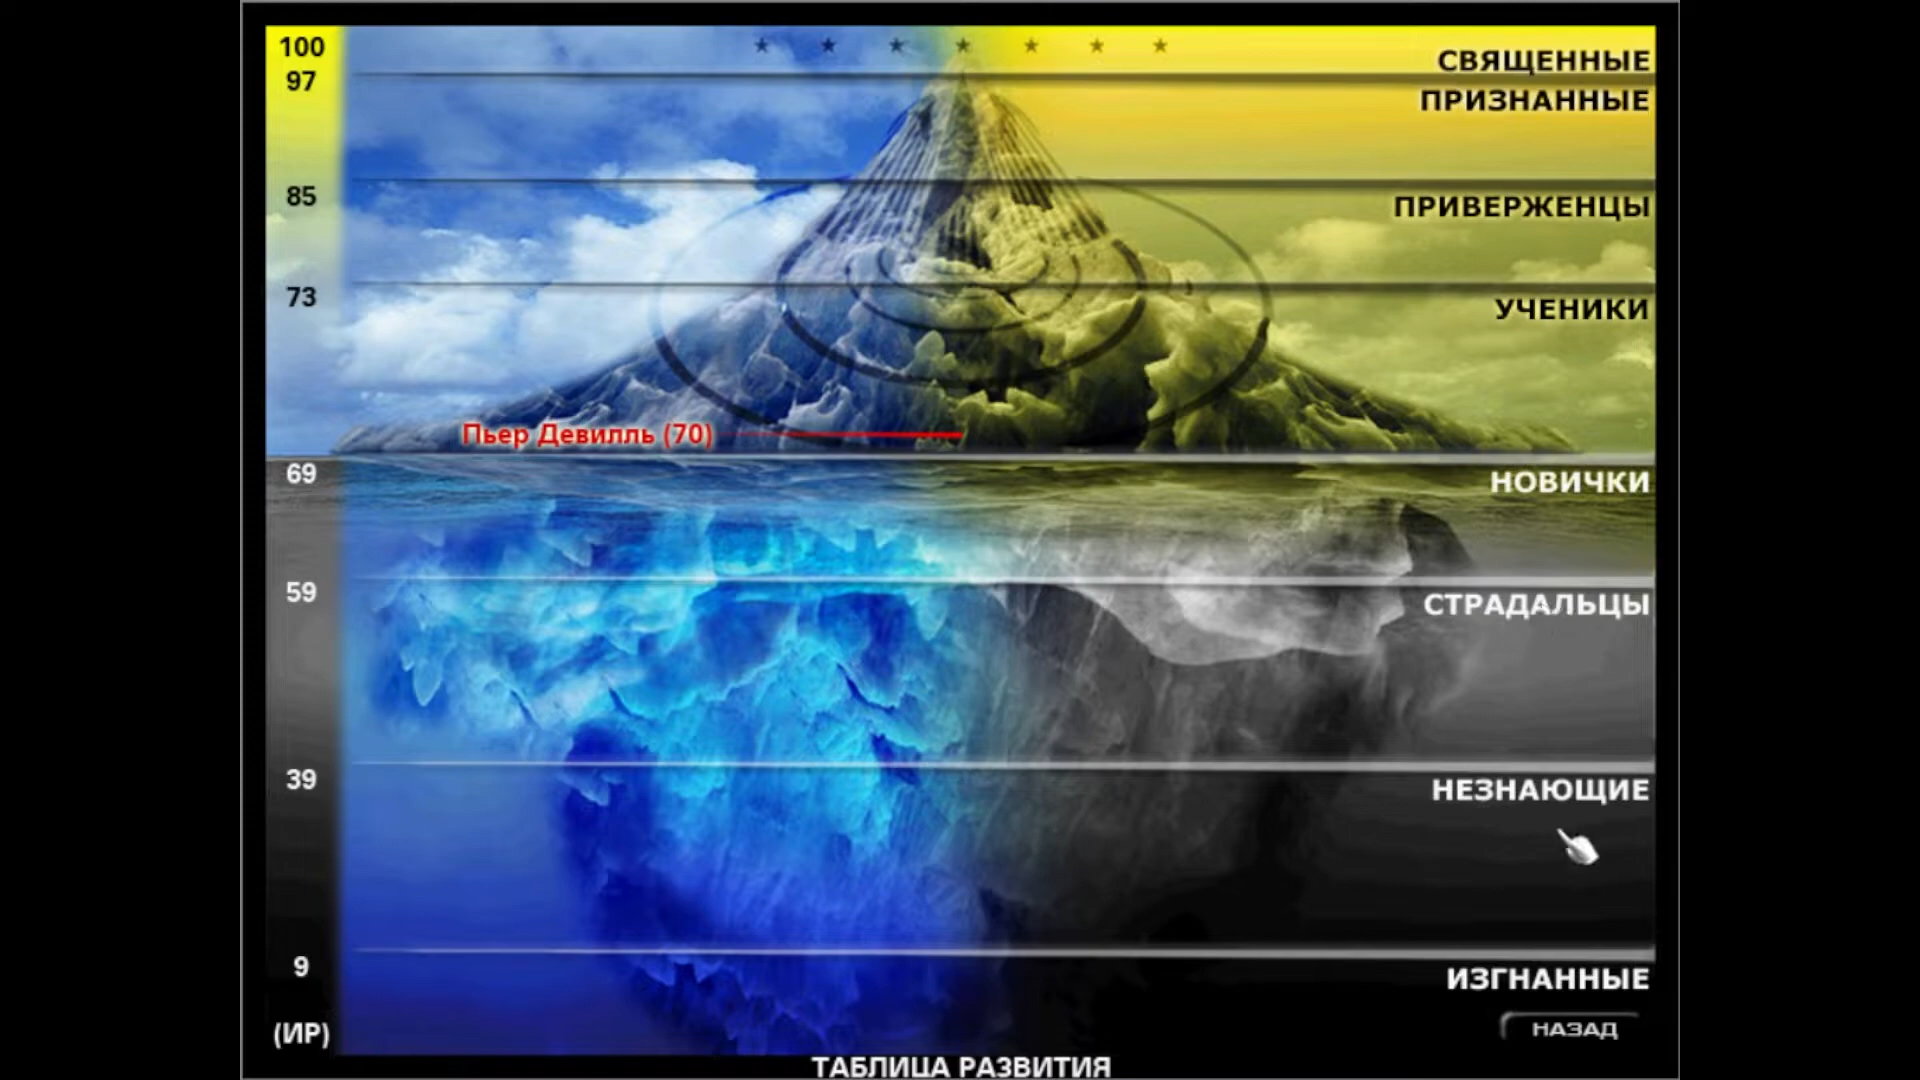 100
СВЯЩЕННЫЕ
97
ПРИЗНАННЫЕ
85
ПРИВЕРЖЕНЦЫ
73
УЧЕНИКИ
Пьер Девилль (70)
69
НОВИЧКИ
59
СТРАДАЛЬЦЫ
39
НЕЗНАЮЩИЕ
9
ИЗГНАННЫЕ
(ИР)
НАЗАД
ТАБЛИЦА РАЗВИТИЯ